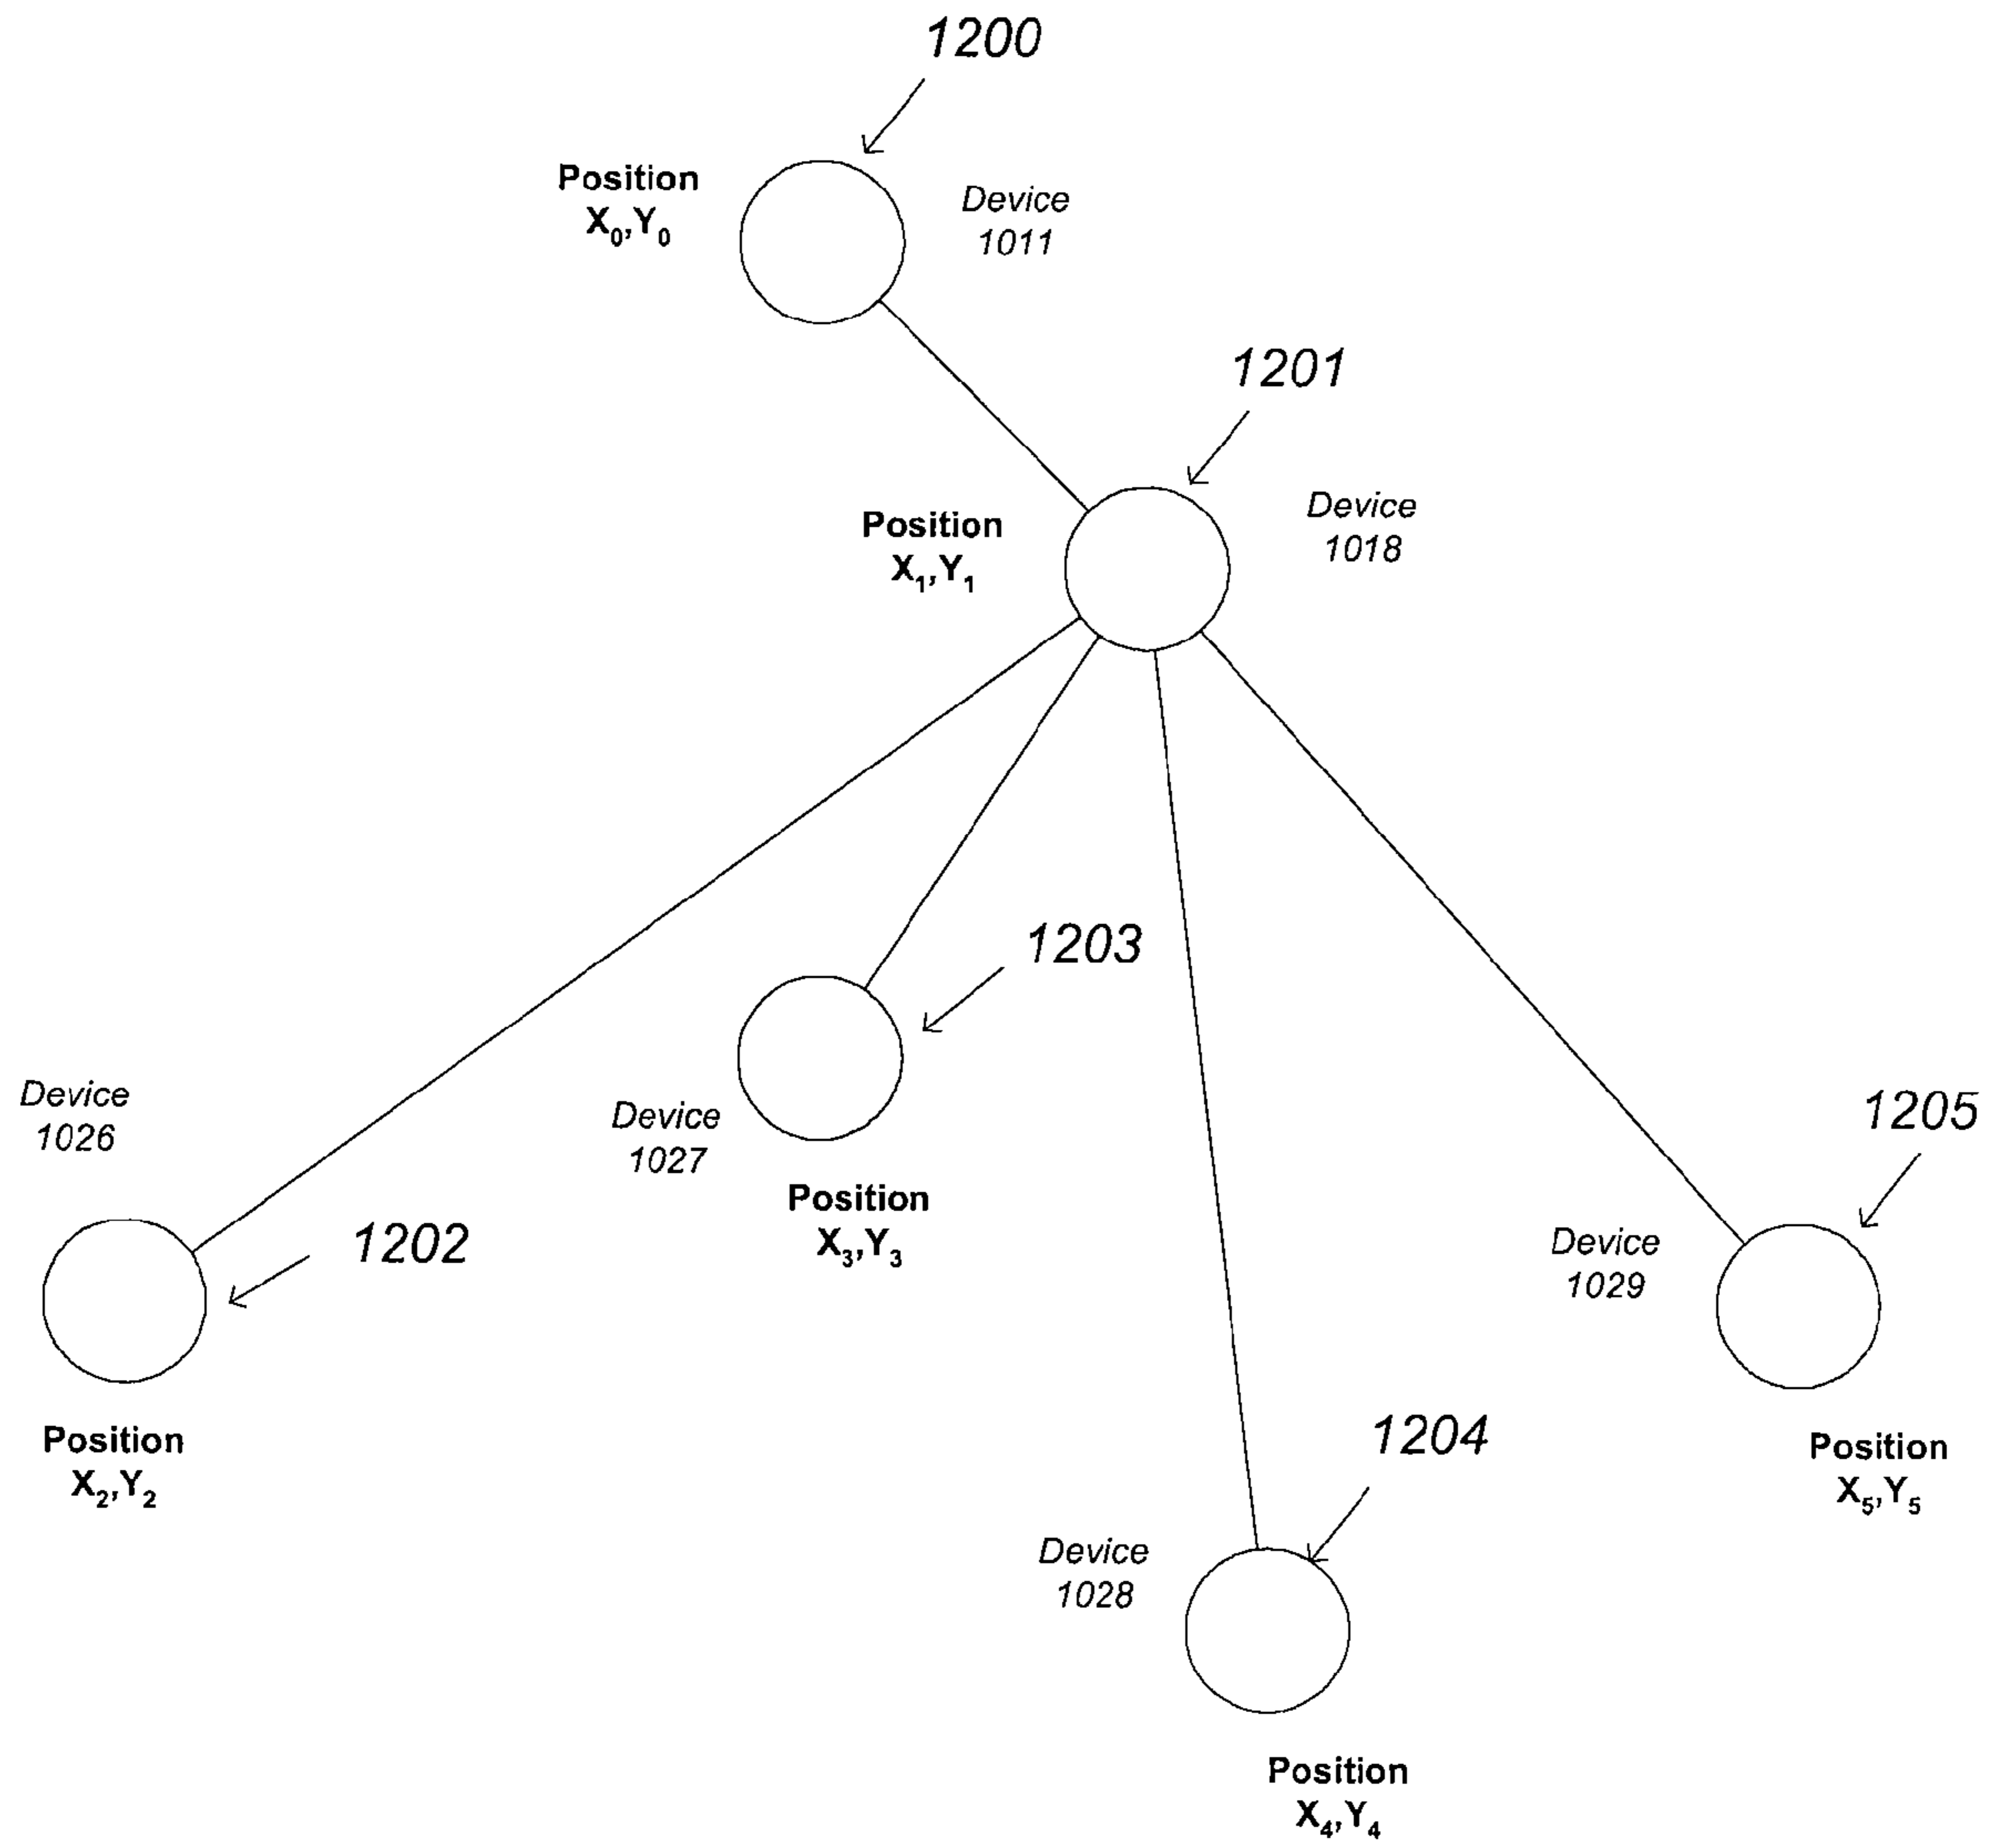 1200
Position
X₀,Y₀
Device
1011
1201
Position
X₁,Y₁
Device
1018
1203
Device
1026
Device
1027
1205
Position
X₃,Y₃
1202
Device
1029
Position
X₂,Y₂
1204
Position
X₅,Y₅
Device
1028
Position
X₄,Y₄